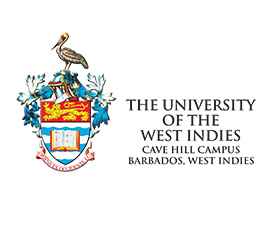 THE UNIVERSITY
OF THE
WEST INDIES
CAVE HILL CAMPUS
BARBADOS, WEST INDIES